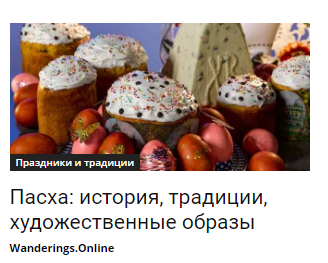 Праздники и традиции
Пасха: история, традиции,
художественные образы
Wanderings.Online